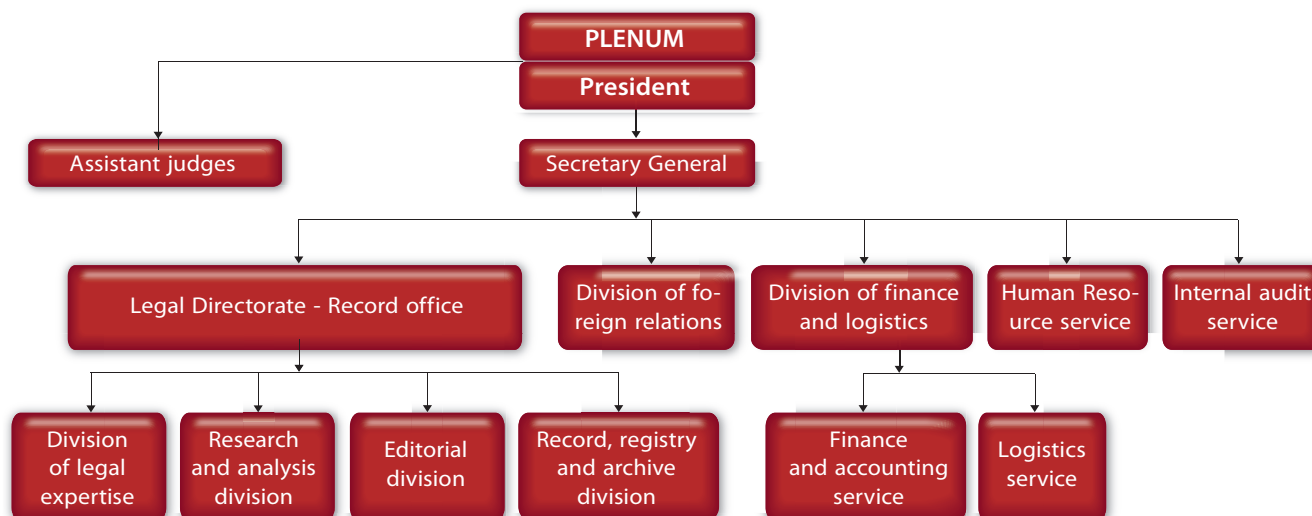 PLENUM
President
Assistant judges
Secretary General
Legal Directorate - Record office
Division of fo-
reign relations
Division of finance
and logistics
Human Reso-
urce service
Internal audit
service
Division
of legal
expertise
Research
and analysis
division
Editorial
division
Record, registry
and archive
division
Finance
and accounting
service
Logistics
service